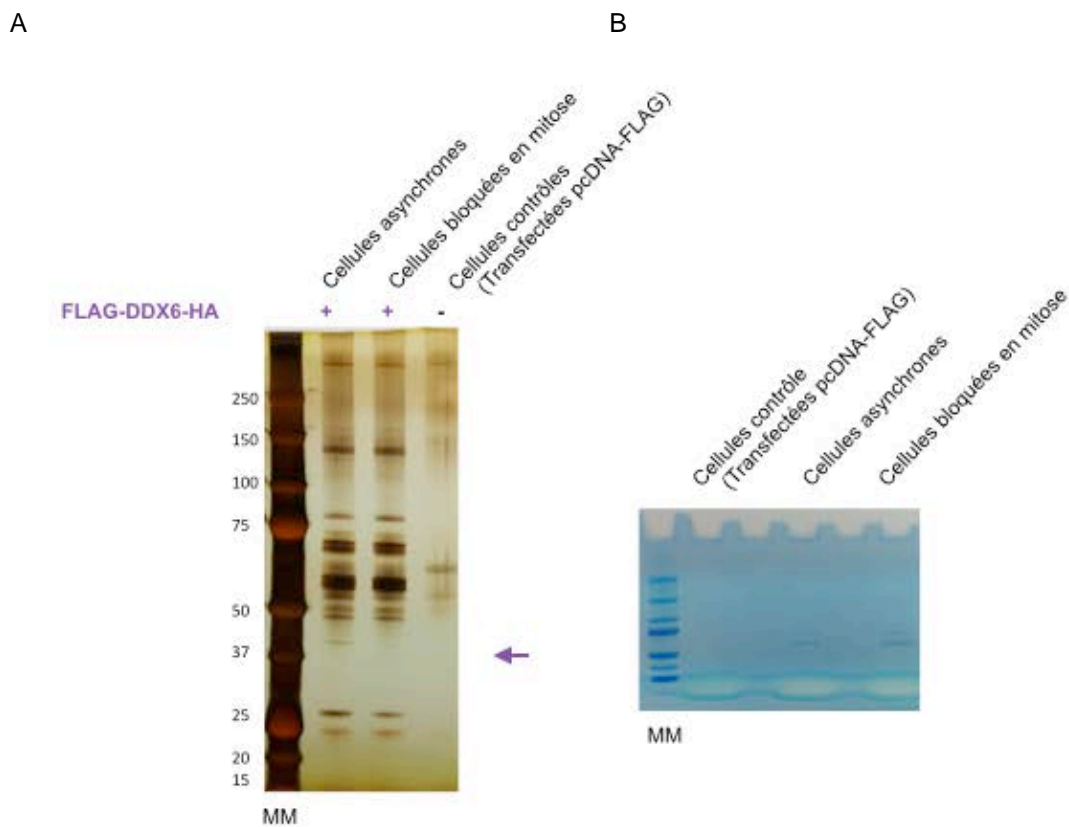 A
B
Cellules asynchrones
Cellules bloquées en mitose
Cellules contrôles
(Transfectées pcDNA-FLAG)
FLAG-DDX6-HA
+
+
-
250
150
100
75
50
37
25
20
15
MM
Cellules contrôle
(Transfectées pcDNA-FLAG)
Cellules asynchrones
Cellules bloquées en mitose
MM